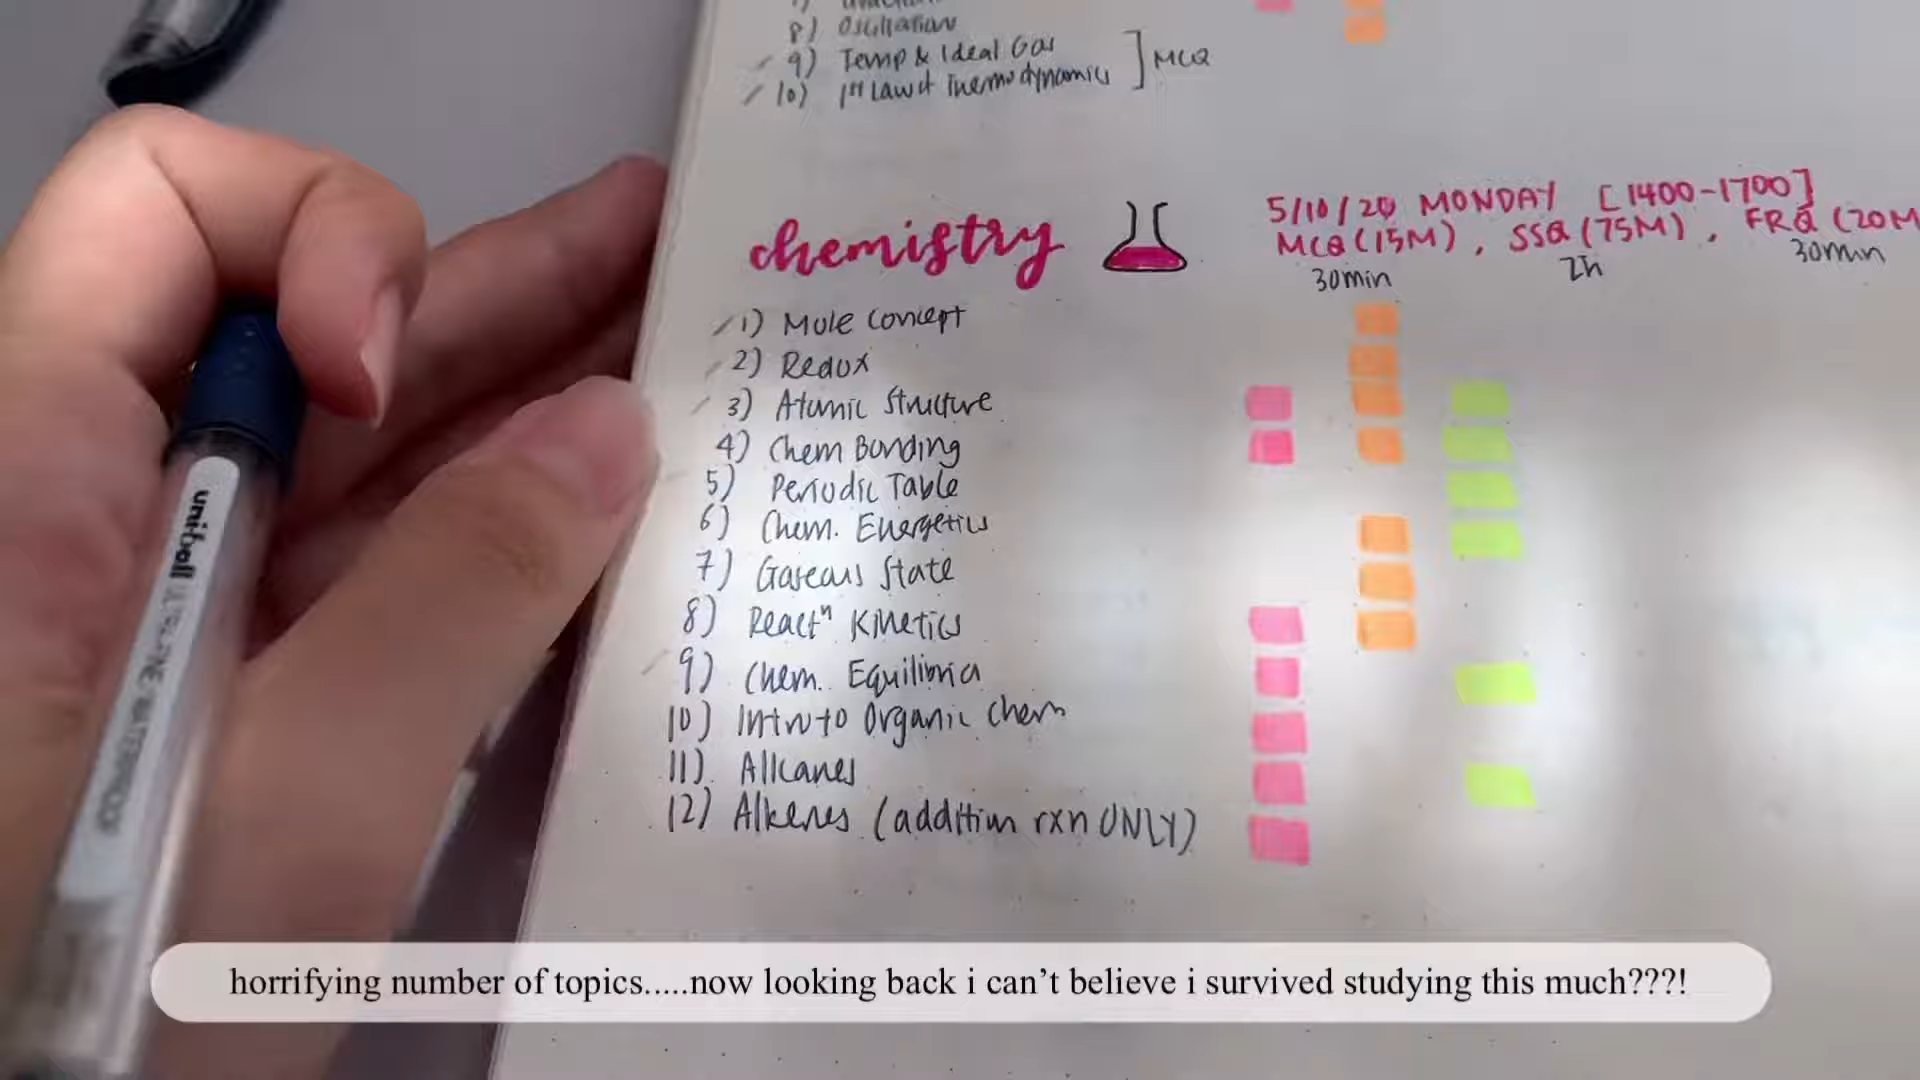 8) Oscillation
9) Temp & Ideal Gas
10) 1st Law of Thermodynamics
] MCQ
chemistry
5/10/20 MONDAY [1400-1700]
MCQ (15M), SSQ (75M), FRQ (20M
30min 2h 30min
1) Mole Concept
2) Redox
3) Atomic Structure
4) Chem Bonding
5) Periodic Table
6) Chem. Energetics
7) Gaseous State
8) Reactⁿ Kinetics
9) Chem. Equilibria
10) Intro to Organic Chem
11) Alkanes
12) Alkenes (addition rxn ONLY)
uni-ball
WATERPROOF
horrifying number of topics.....now looking back i can't believe i survived studying this much???!